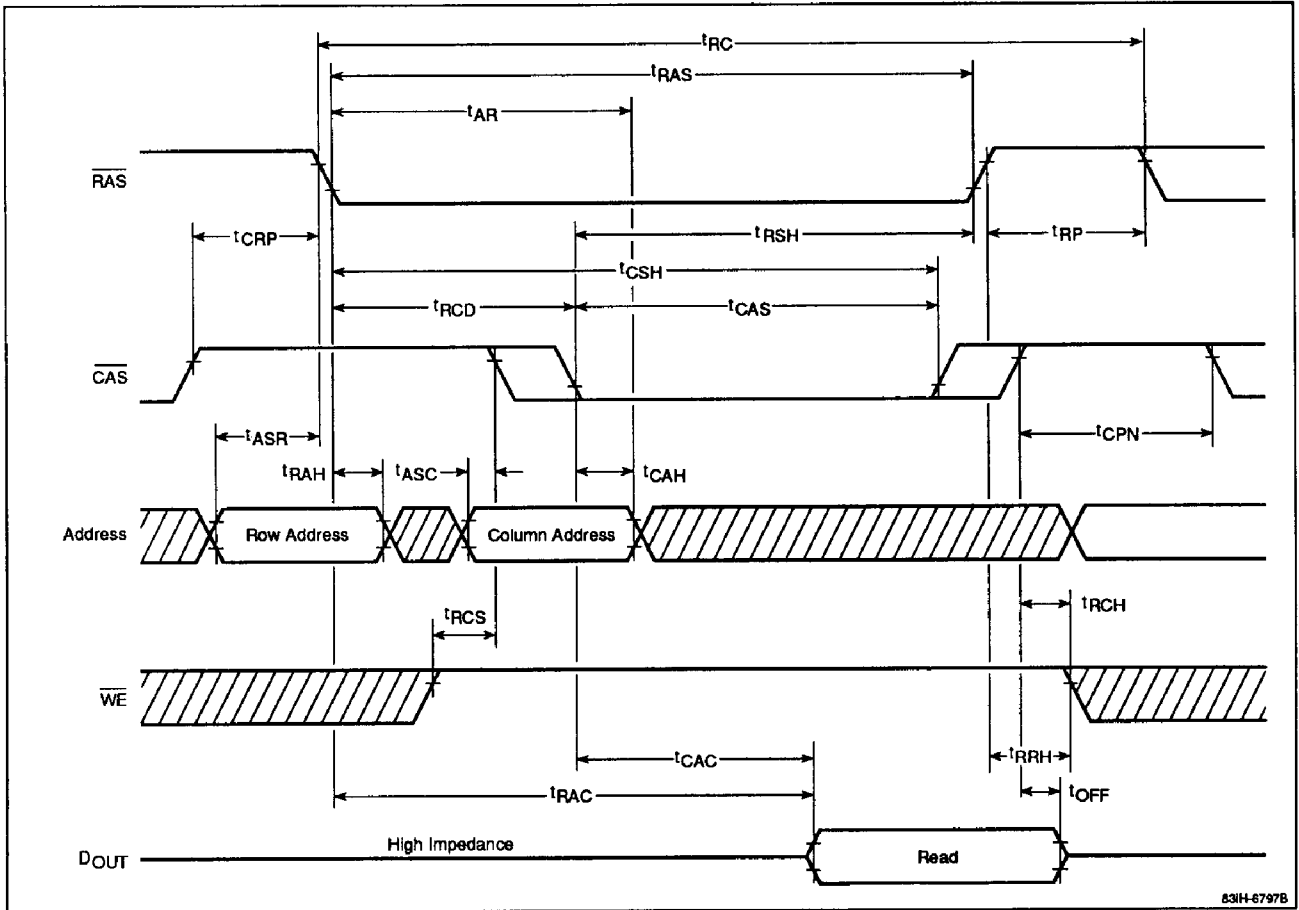 tRC
tRAS
tAR
RAS
tCRP
tRSH
tRP
tCSH
tRCD
tCAS
CAS
tASR
tCPN
tRAH
tASC
tCAH
Address
Row Address
Column Address
tRCS
tRCH
WE
tCAC
tRRH
tRAC
tOFF
High Impedance
DOUT
Read
83IH-6797B